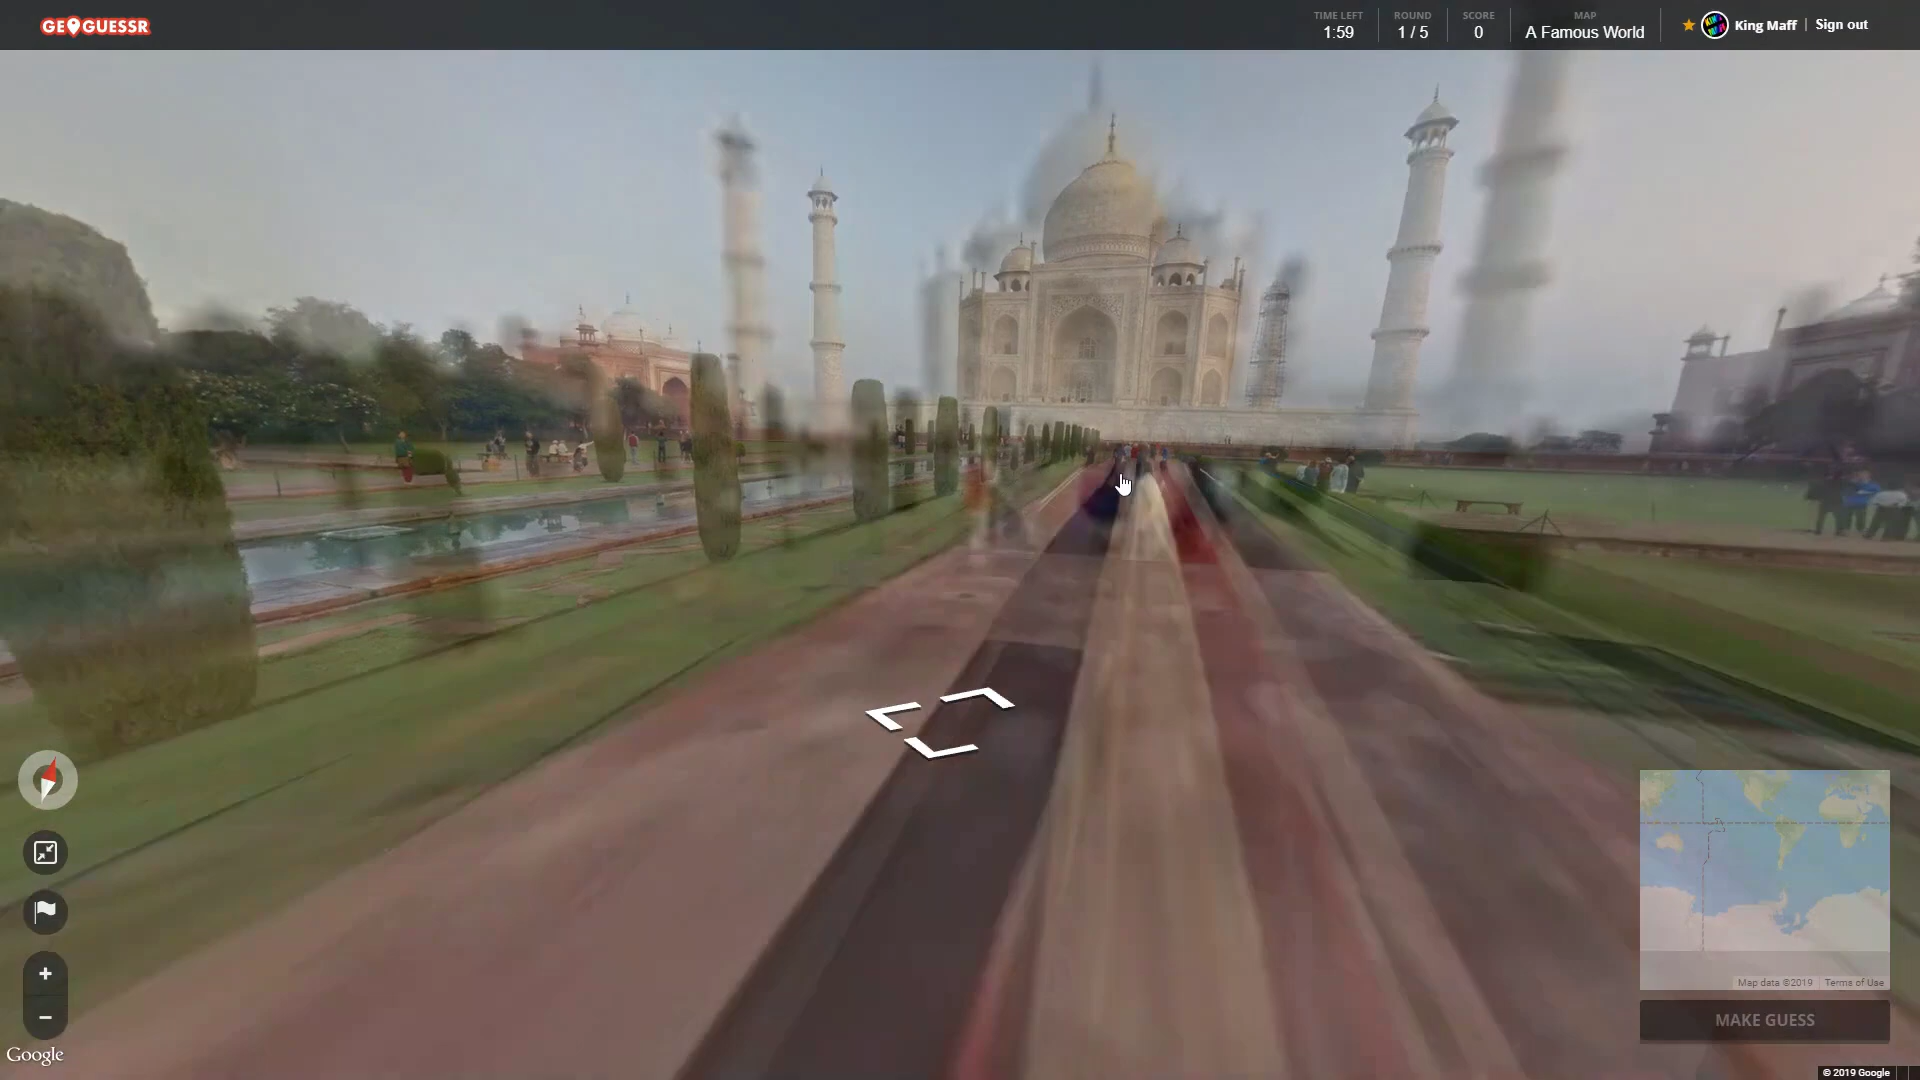 GEOGUESSR
TIME LEFT
1:59
ROUND
1 / 5
SCORE
0
MAP
A Famous World
King Maff
Sign out
Map data ©2019
Terms of Use
MAKE GUESS
Google
© 2019 Google